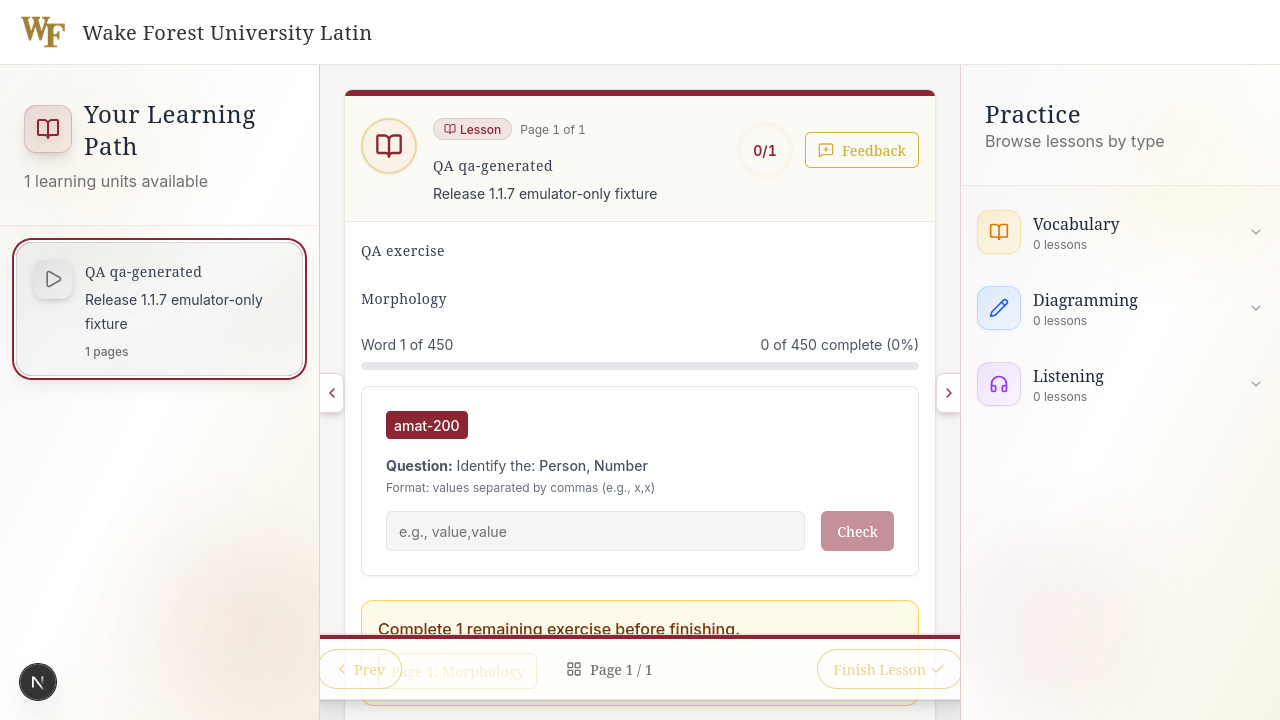 WF
Wake Forest University Latin
Your Learning
Path
1 learning units available
QA qa-generated
Release 1.1.7 emulator-only
fixture
1 pages
N
Lesson
Page 1 of 1
QA qa-generated
Release 1.1.7 emulator-only fixture
0/1
Feedback
QA exercise
Morphology
Word 1 of 450
0 of 450 complete (0%)
amat-200
Question: Identify the: Person, Number
Format: values separated by commas (e.g., x,x)
e.g., value,value
Check
Complete 1 remaining exercise before finishing.
Page 1: Morphology
Prev
Page 1 / 1
Finish Lesson
Practice
Browse lessons by type
Vocabulary
0 lessons
Diagramming
0 lessons
Listening
0 lessons